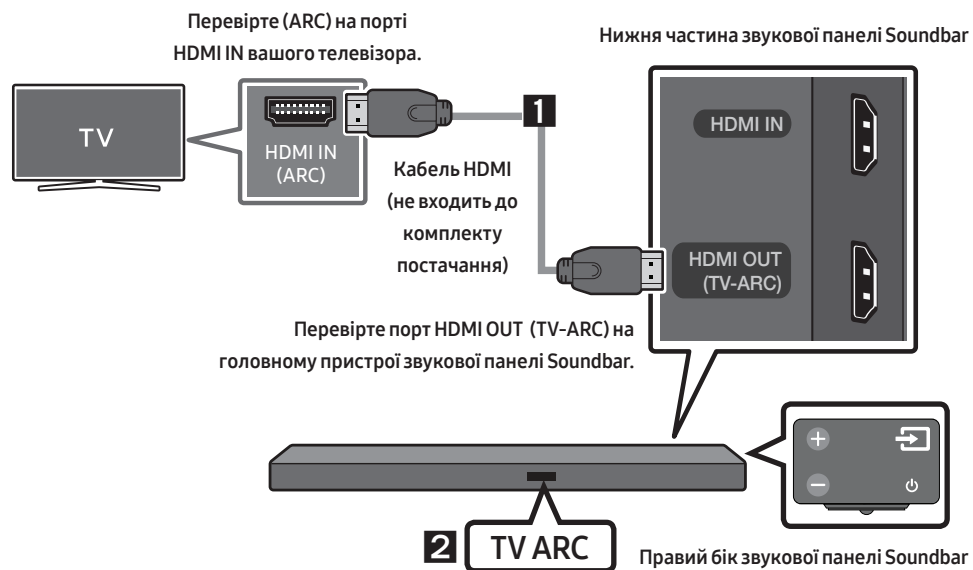 Перевірте (ARC) на порті
HDMI IN вашого телевізора.
Нижня частина звукової панелі Soundbar
TV
HDMI IN
(ARC)
1
HDMI IN
Кабель HDMI
(не входить до
комплекту
постачання)
HDMI OUT
(TV-ARC)
Перевірте порт HDMI OUT (TV-ARC) на
головному пристрої звукової панелі Soundbar.
2
TV ARC
Правий бік звукової панелі Soundbar